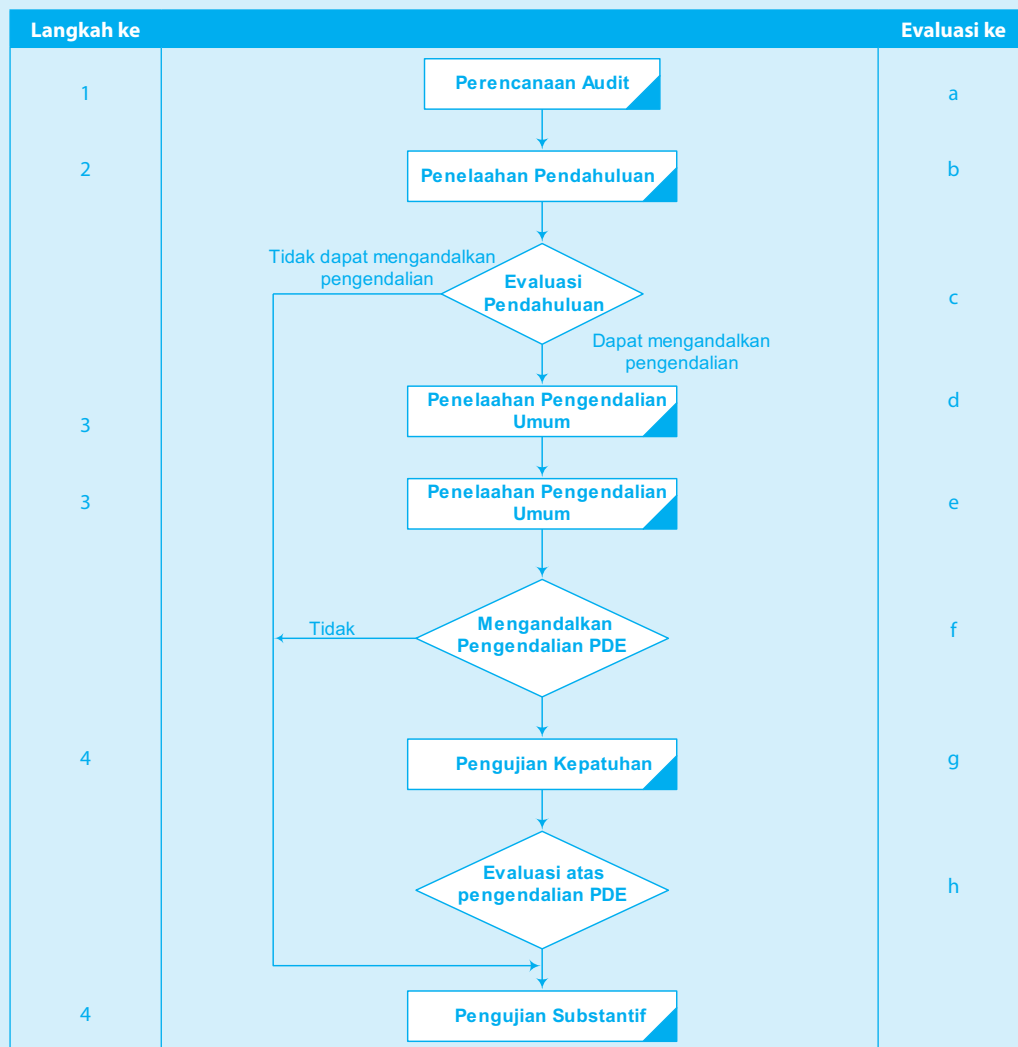 Langkah ke
Evaluasi ke
1
Perencanaan Audit
a
2
Penelaahan Pendahuluan
b
Tidak dapat mengandalkan
pengendalian
Evaluasi
Pendahuluan
c
Dapat mengandalkan
pengendalian
3
Penelaahan Pengendalian
Umum
d
3
Penelaahan Pengendalian
Umum
e
Tidak
Mengandalkan
Pengendalian PDE
f
4
Pengujian Kepatuhan
g
Evaluasi atas
pengendalian PDE
h
4
Pengujian Substantif